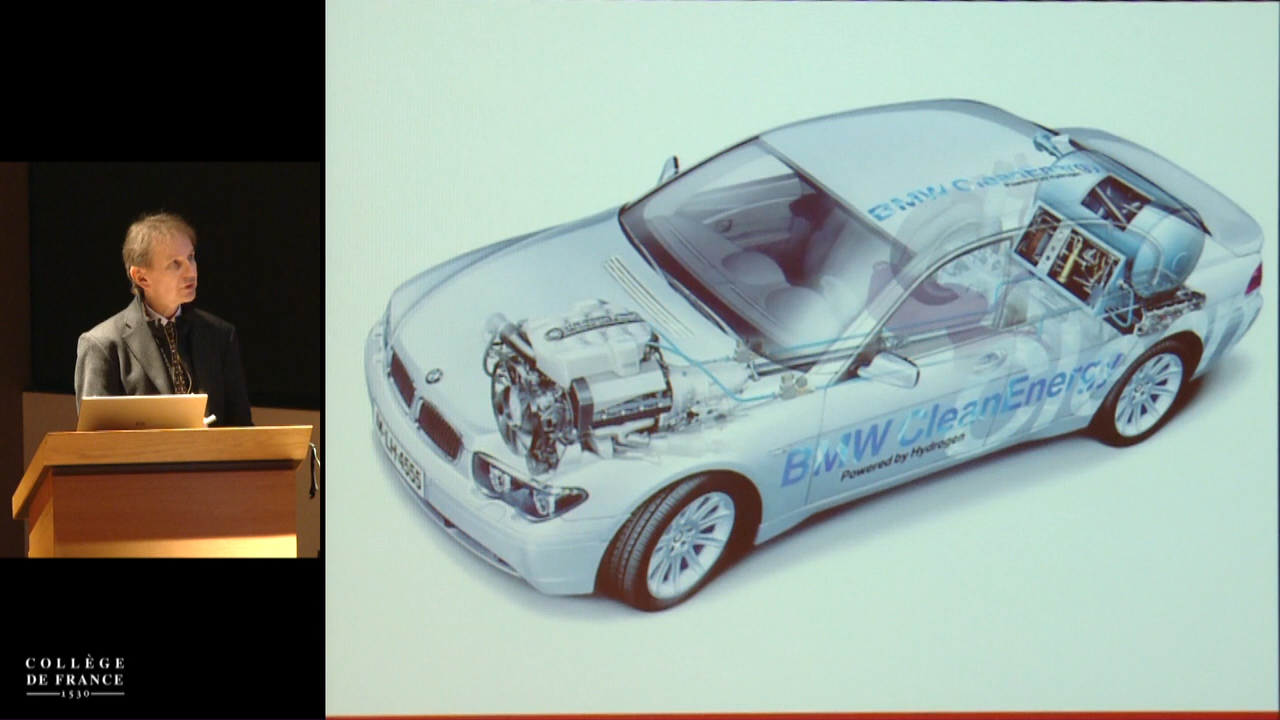 BMW CleanEnergy
BMW CleanEnergy
Powered by Hydrogen
COLLÈGE
DE FRANCE
1530